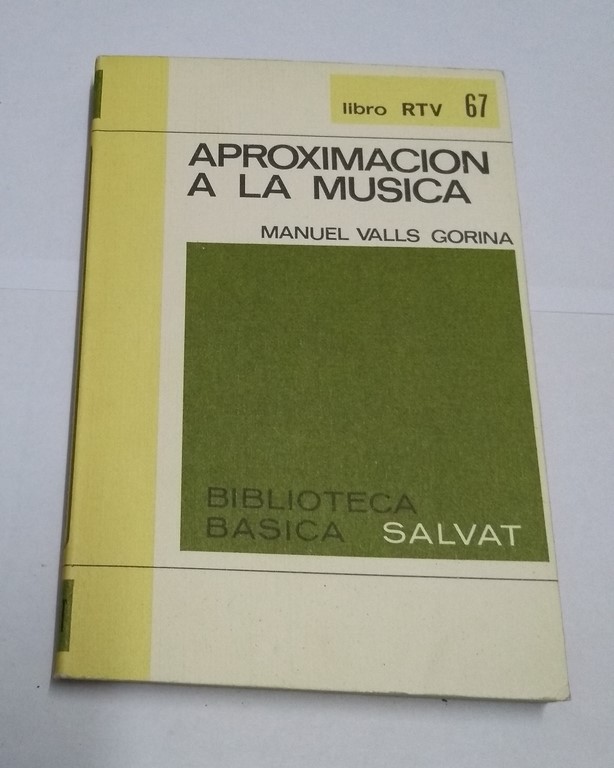 libro RTV 67
APROXIMACION
A LA MUSICA
MANUEL VALLS GORINA
BIBLIOTECA
BASICA SALVAT